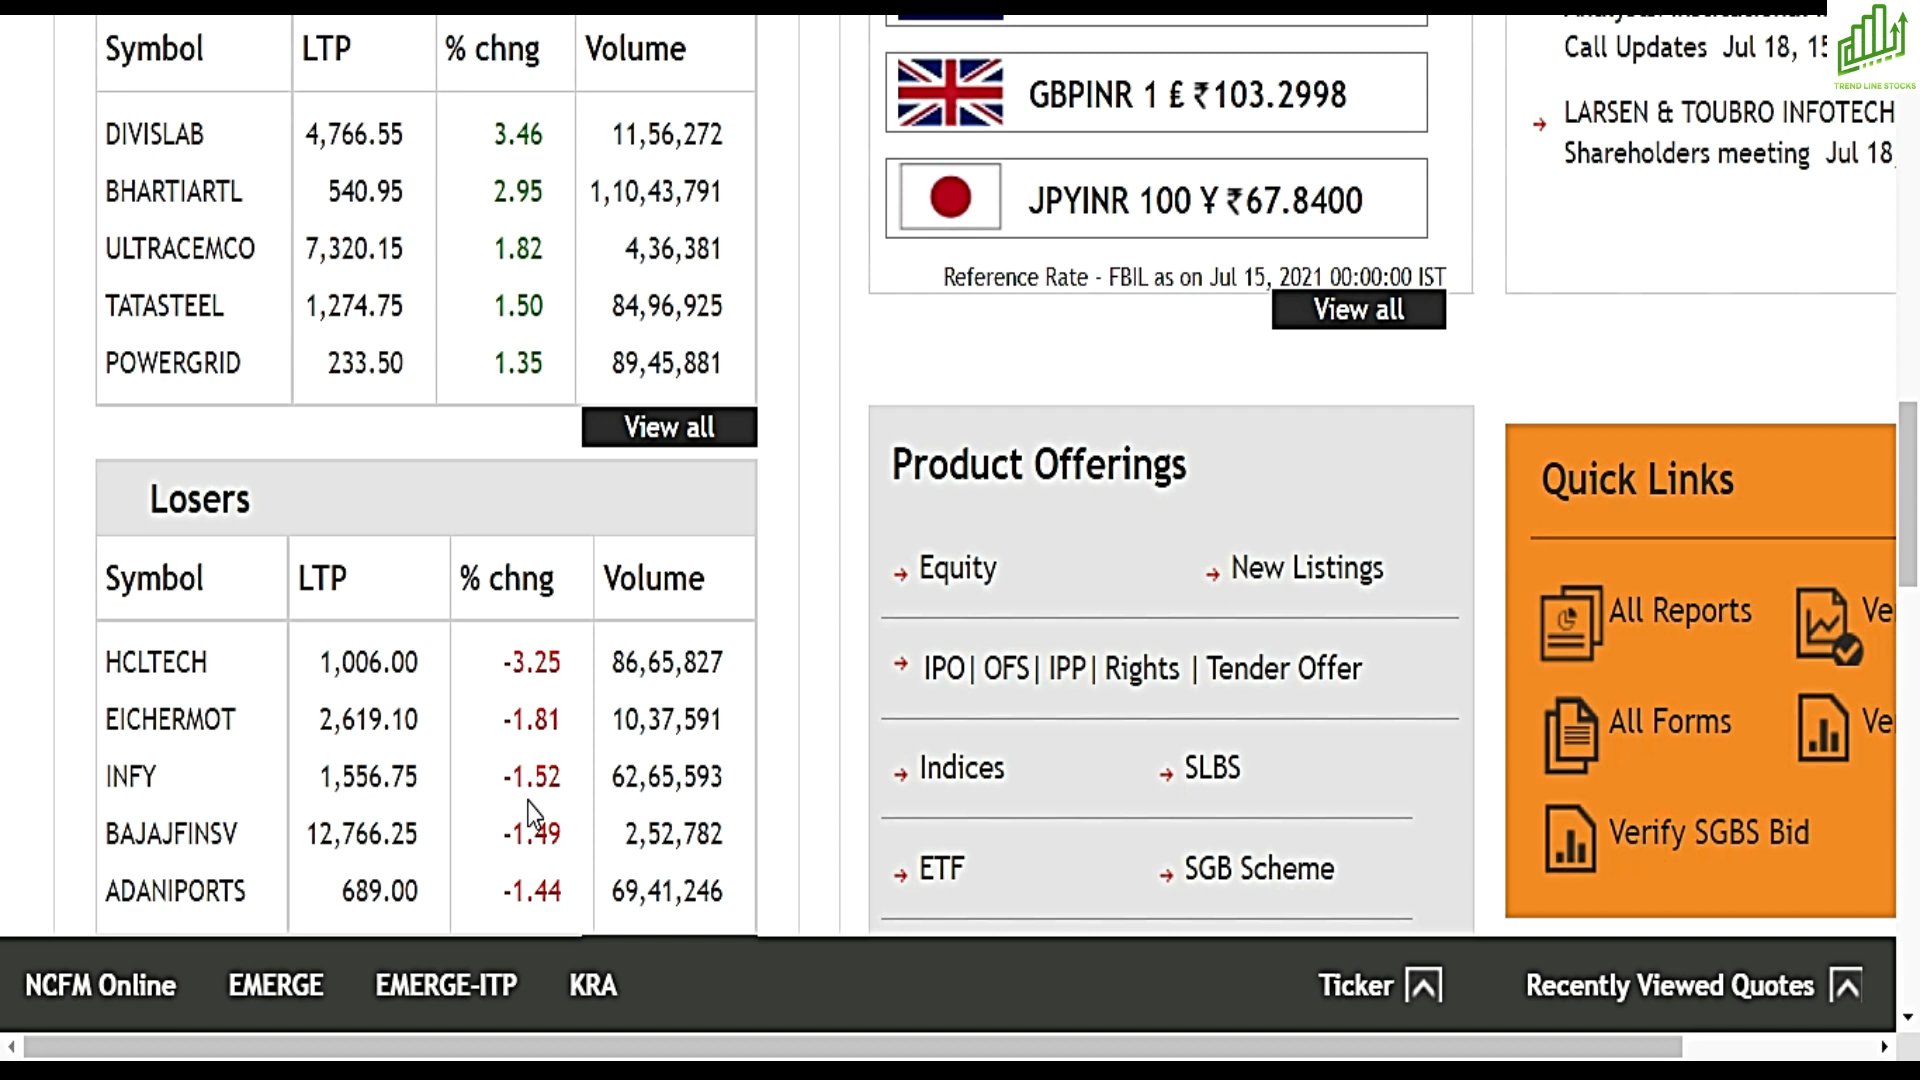 Symbol LTP % chng Volume
DIVISLAB 4,766.55 3.46 11,56,272
BHARTIARTL 540.95 2.95 1,10,43,791
ULTRACEMCO 7,320.15 1.82 4,36,381
TATASTEEL 1,274.75 1.50 84,96,925
POWERGRID 233.50 1.35 89,45,881
View all
Losers
Symbol LTP % chng Volume
HCLTECH 1,006.00 -3.25 86,65,827
EICHERMOT 2,619.10 -1.81 10,37,591
INFY 1,556.75 -1.52 62,65,593
BAJAJFINSV 12,766.25 -1.49 2,52,782
ADANIPORTS 689.00 -1.44 69,41,246
GBPINR 1 £ ₹103.2998
JPYINR 100 ¥ ₹67.8400
Reference Rate - FBIL as on Jul 15, 2021 00:00:00 IST
View all
Product Offerings
Equity New Listings
IPO| OFS| IPP| Rights | Tender Offer
Indices SLBS
ETF SGB Scheme
Call Updates Jul 18, 15
LARSEN & TOUBRO INFOTECH
Shareholders meeting Jul 18,
TREND LINE STOCKS
Quick Links
All Reports Ve
All Forms Ve
Verify SGBS Bid
NCFM Online EMERGE EMERGE-ITP KRA Ticker Recently Viewed Quotes